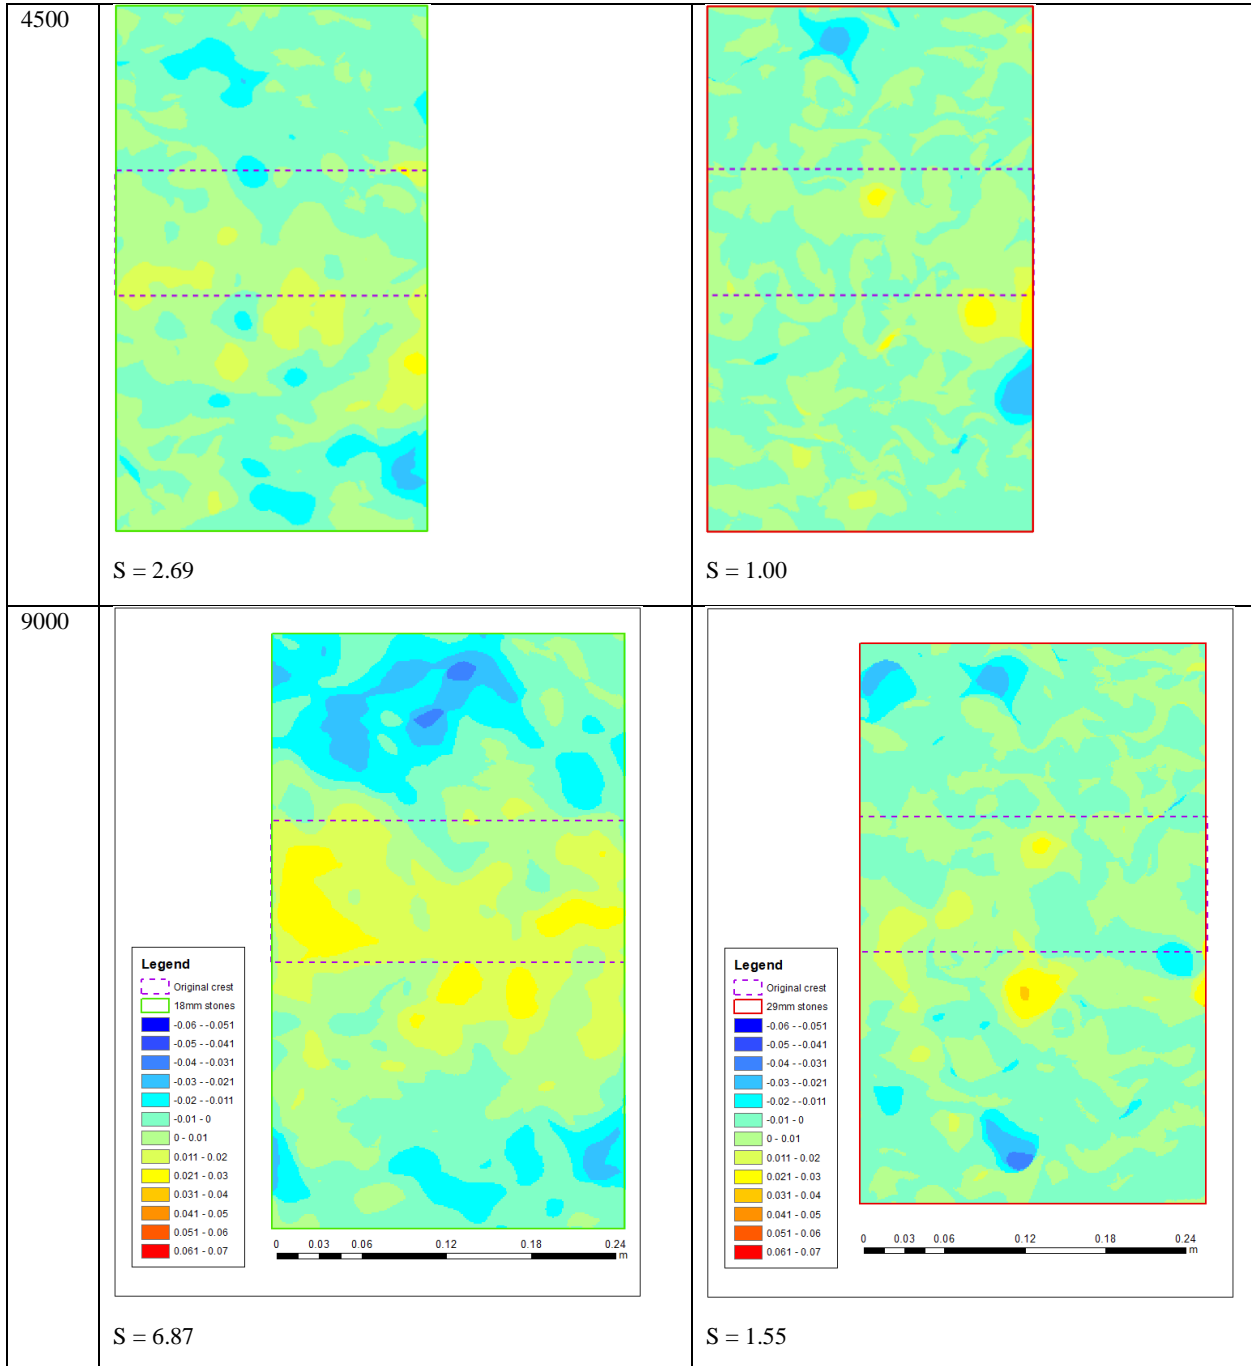 4500
S = 2.69
S = 1.00
9000
Legend
Original crest
18mm stones
-0.06 - -0.051
-0.05 - -0.041
-0.04 - -0.031
-0.03 - -0.021
-0.02 - -0.011
-0.01 - 0
0 - 0.01
0.011 - 0.02
0.021 - 0.03
0.031 - 0.04
0.041 - 0.05
0.051 - 0.06
0.061 - 0.07
0 0.03 0.06 0.12 0.18 0.24
m
S = 6.87
Legend
Original crest
29mm stones
-0.06 - -0.051
-0.05 - -0.041
-0.04 - -0.031
-0.03 - -0.021
-0.02 - -0.011
-0.01 - 0
0 - 0.01
0.011 - 0.02
0.021 - 0.03
0.031 - 0.04
0.041 - 0.05
0.051 - 0.06
0.061 - 0.07
0 0.03 0.06 0.12 0.18 0.24
m
S = 1.55